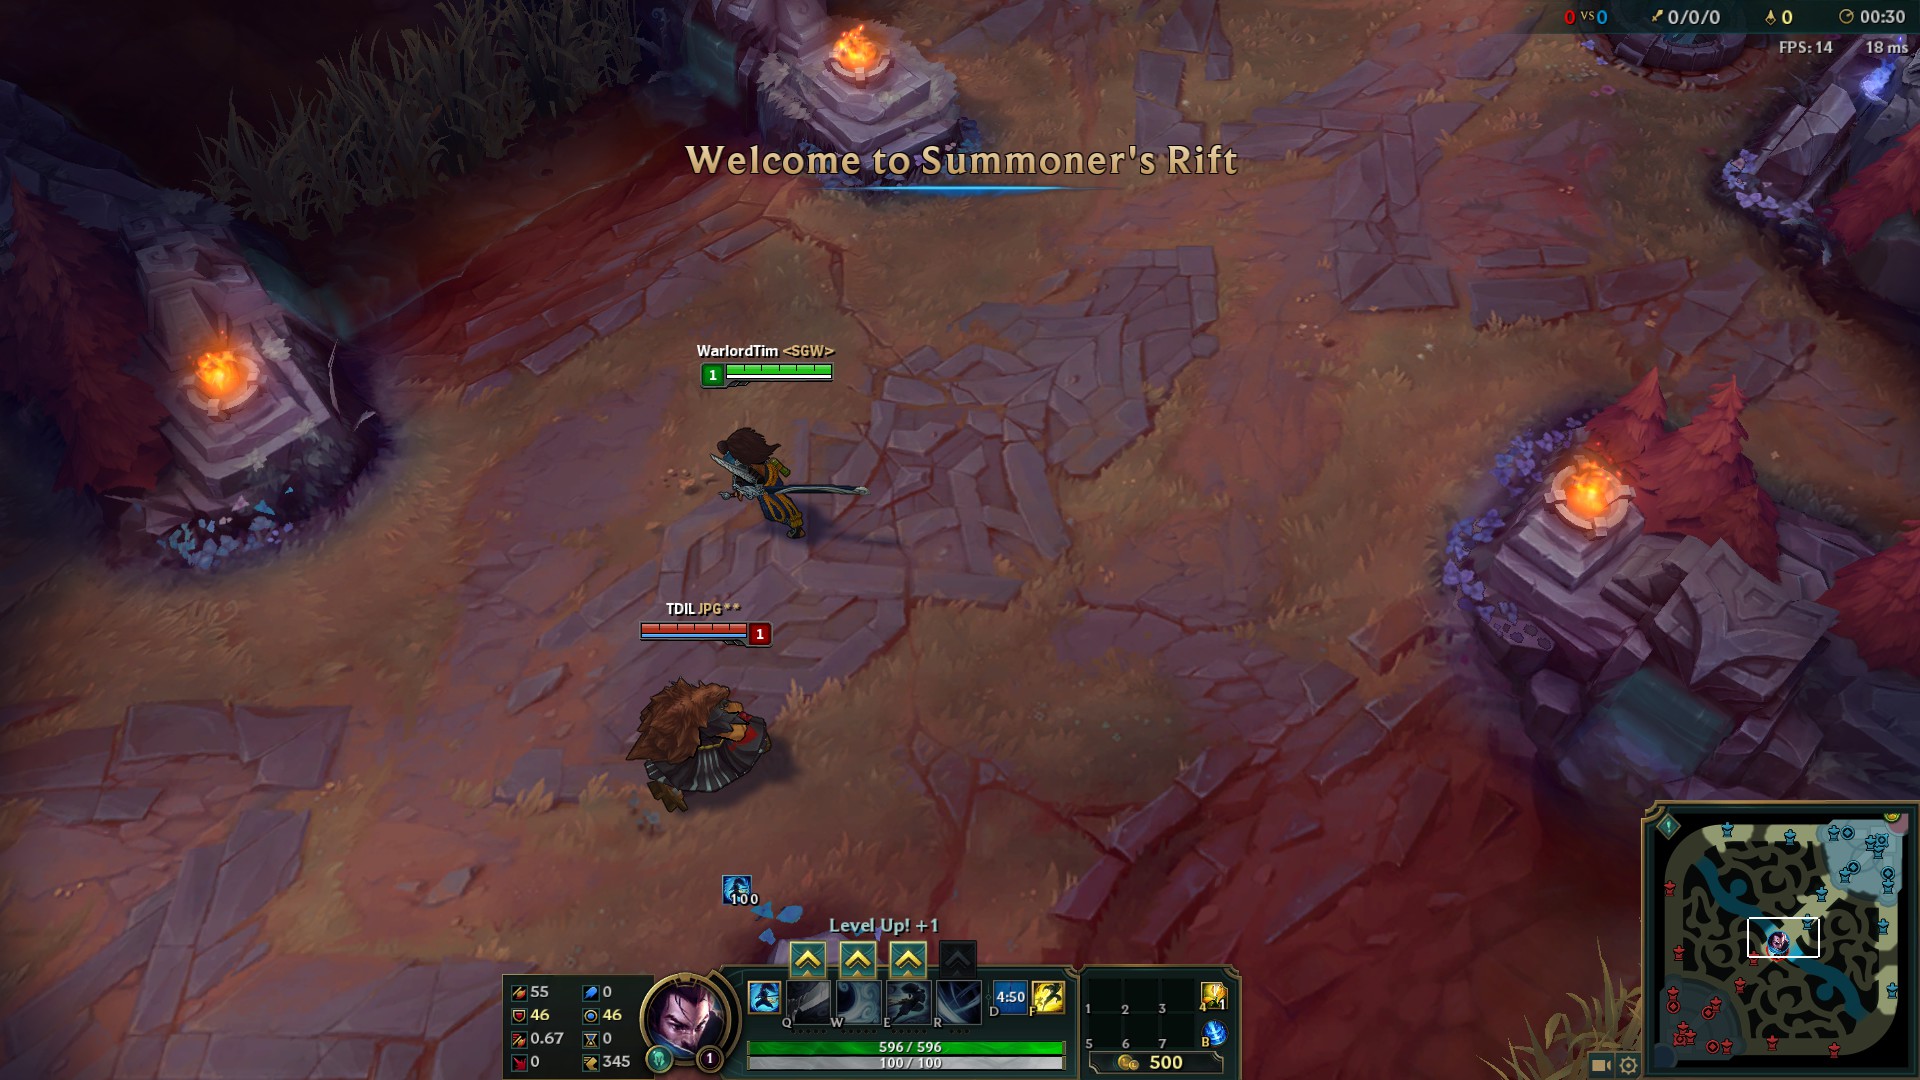 0 VS 0 0/0/0 0 00:30
FPS: 14 18 ms
Welcome to Summoner's Rift
WarlordTim <SGW>
1
TDIL JPG**
1
100
Level Up! +1
55 0
46 46
0.67 0
0 345
1
Q W E R
4:50
D F
596 / 596
100 / 100
1 2 3 4 1
5 6 7 B
500